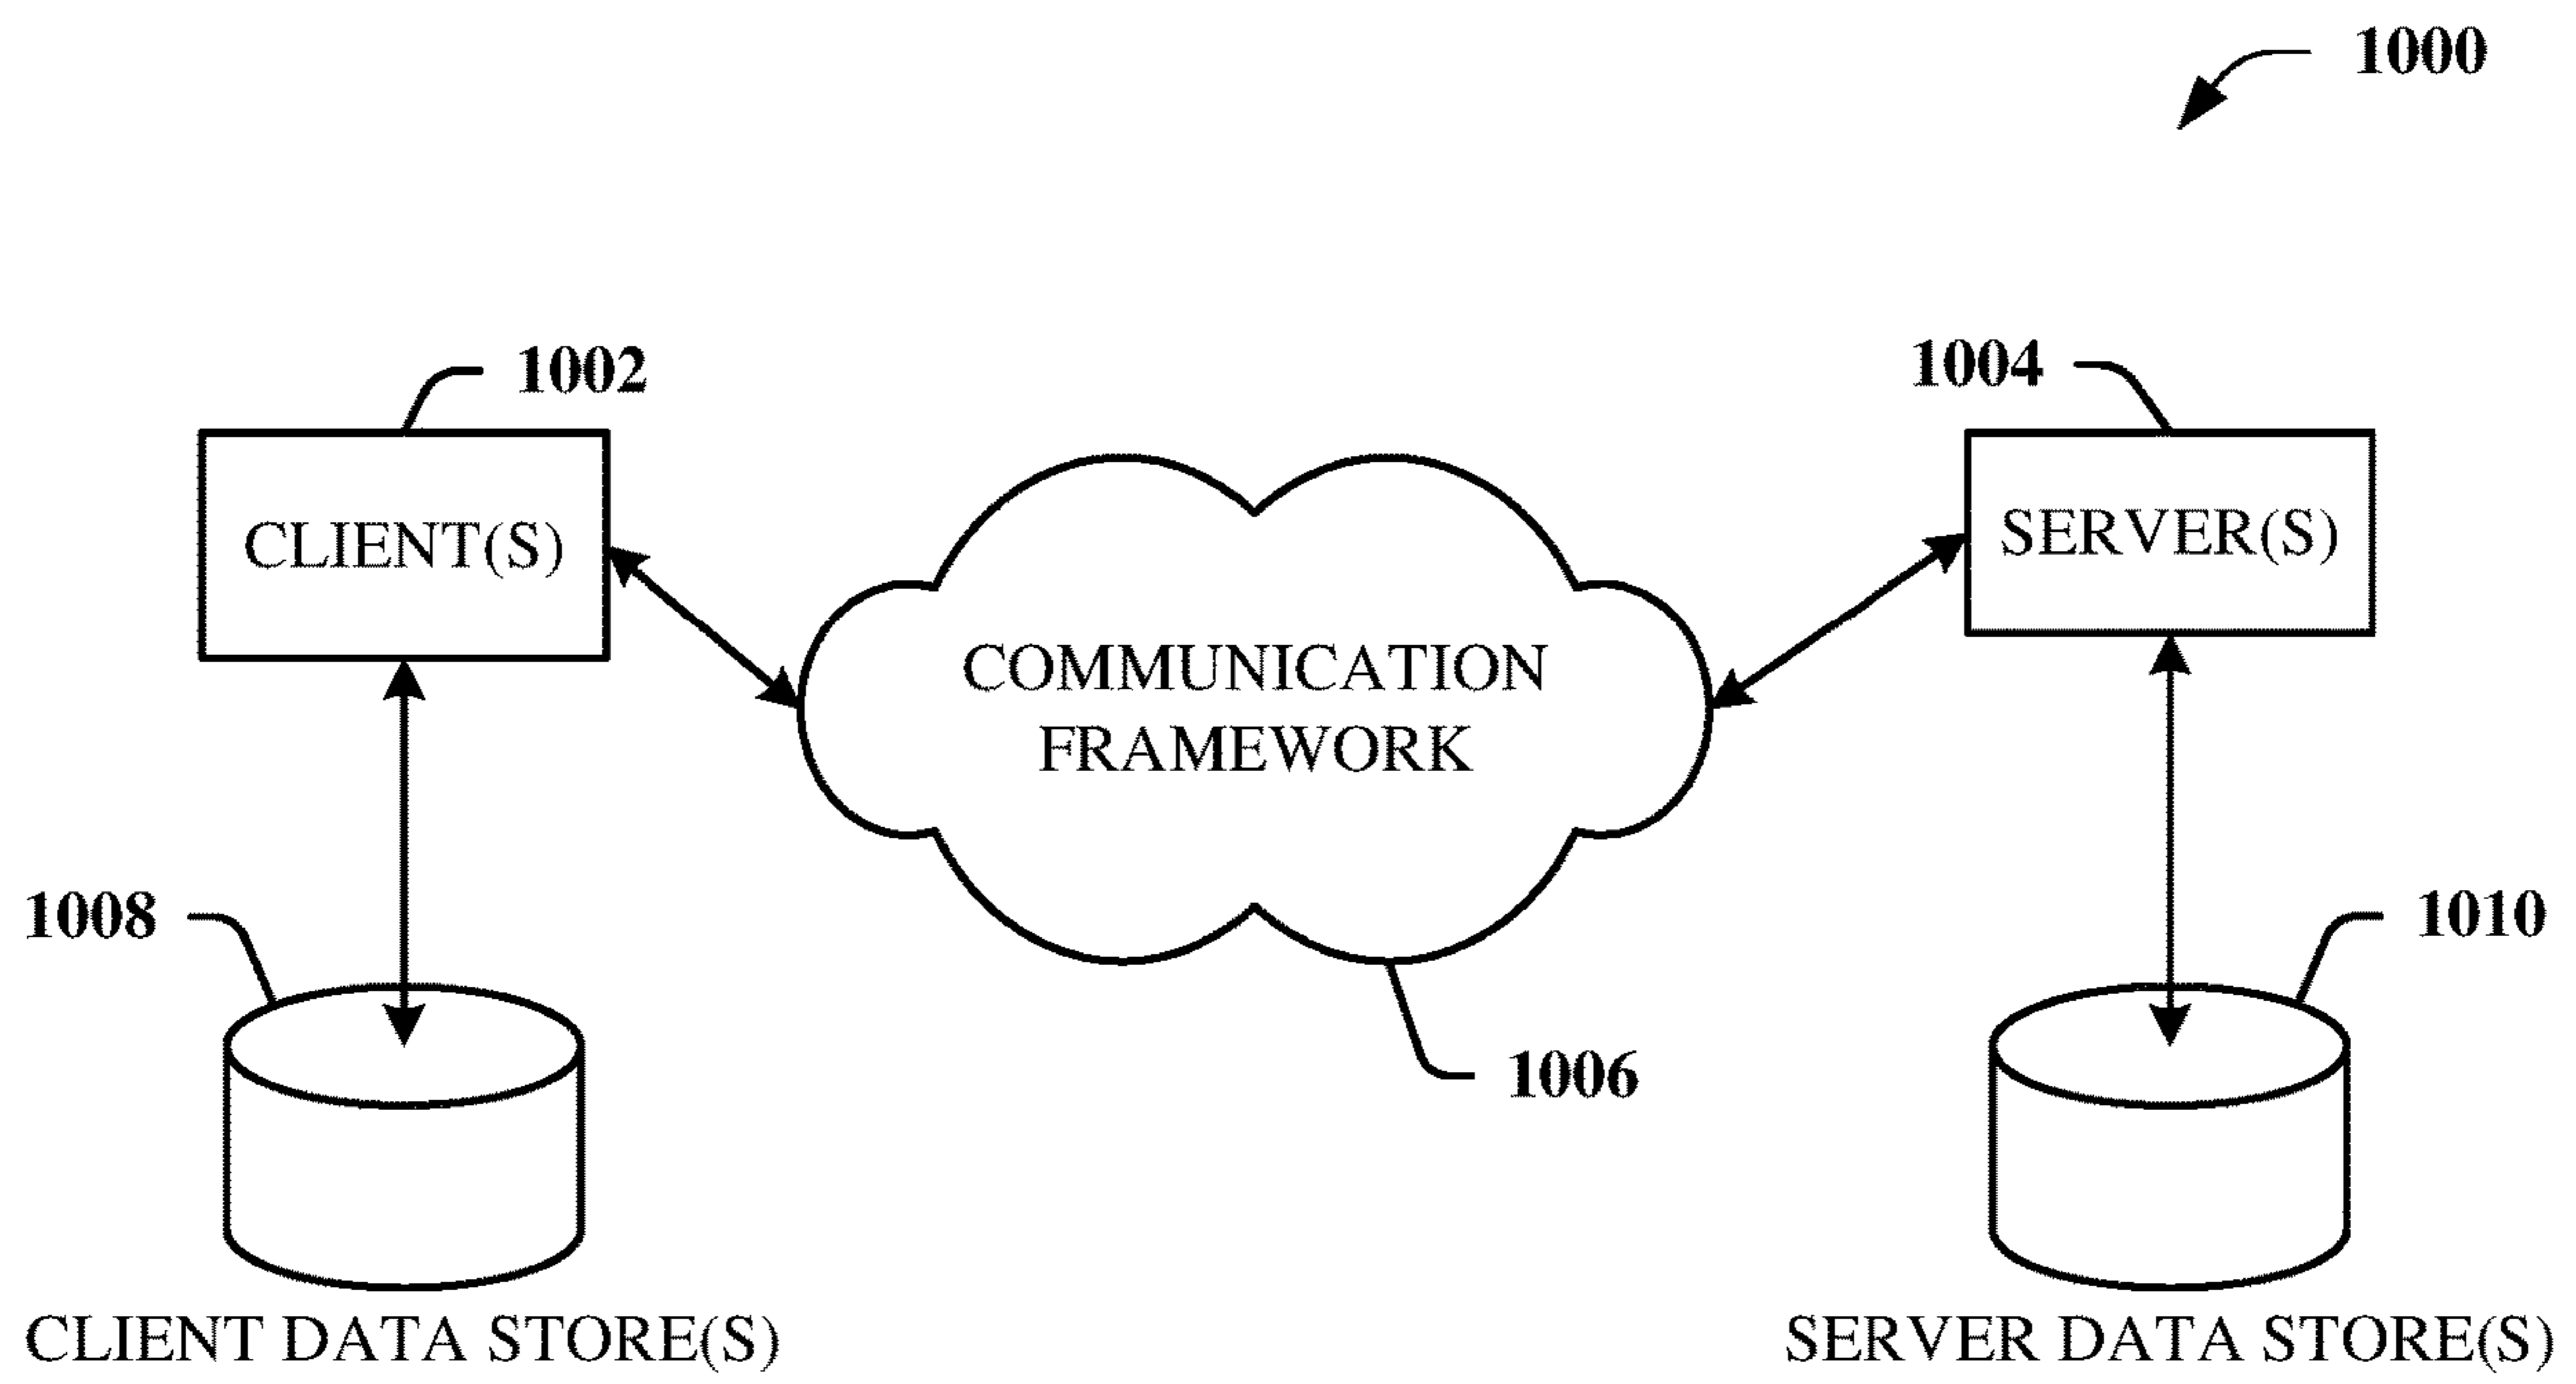 1000
1002
1004
CLIENT(S)
SERVER(S)
COMMUNICATION
FRAMEWORK
1008
1010
1006
CLIENT DATA STORE(S)
SERVER DATA STORE(S)